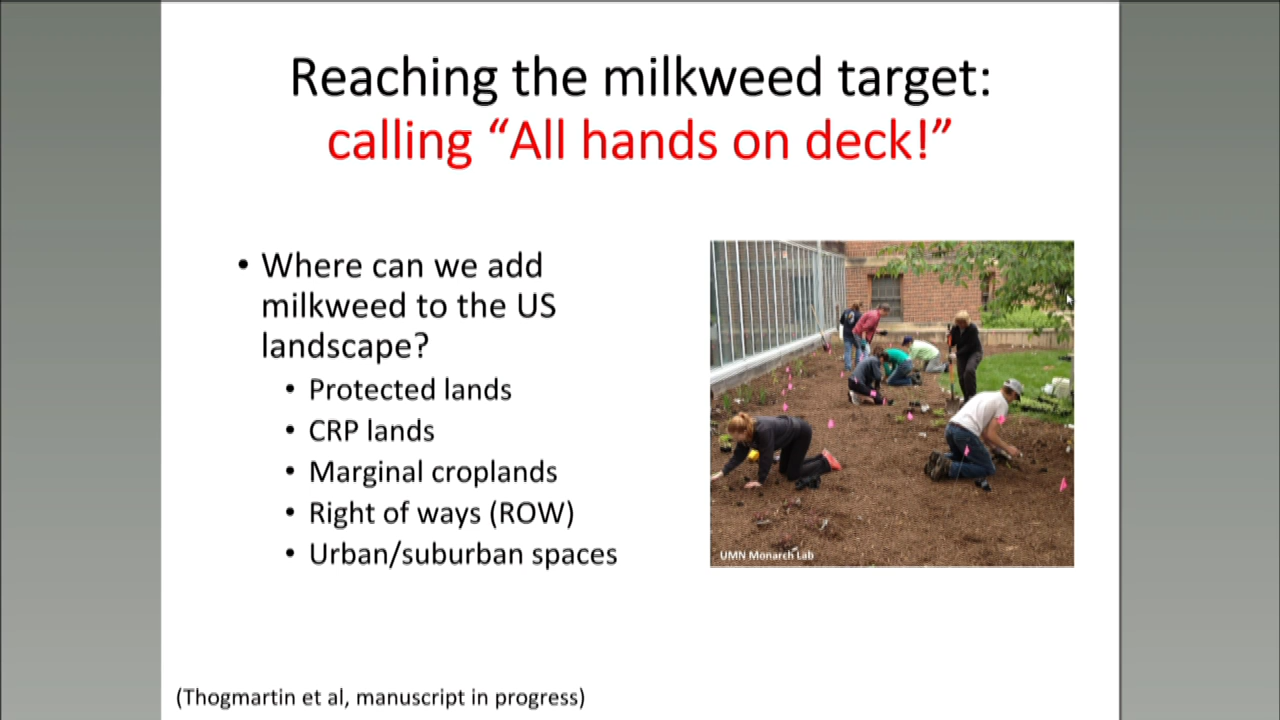 Reaching the milkweed target:
calling “All hands on deck!”
• Where can we add
milkweed to the US
landscape?
• Protected lands
• CRP lands
• Marginal croplands
• Right of ways (ROW)
• Urban/suburban spaces
UMN Monarch Lab
(Thogmartin et al, manuscript in progress)